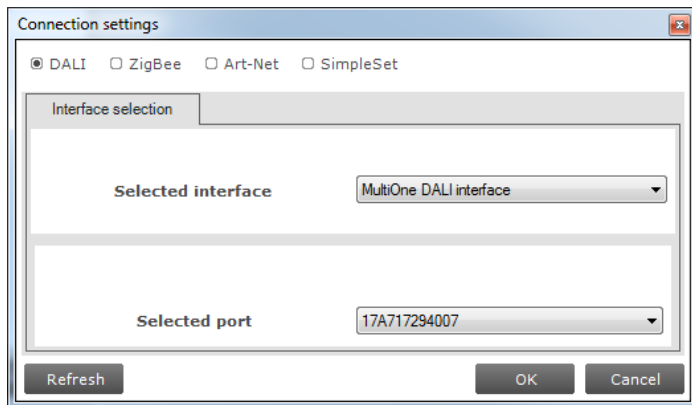 Connection settings
DALI ZigBee Art-Net SimpleSet
Interface selection
Selected interface MultiOne DALI interface
Selected port 17A717294007
Refresh OK Cancel